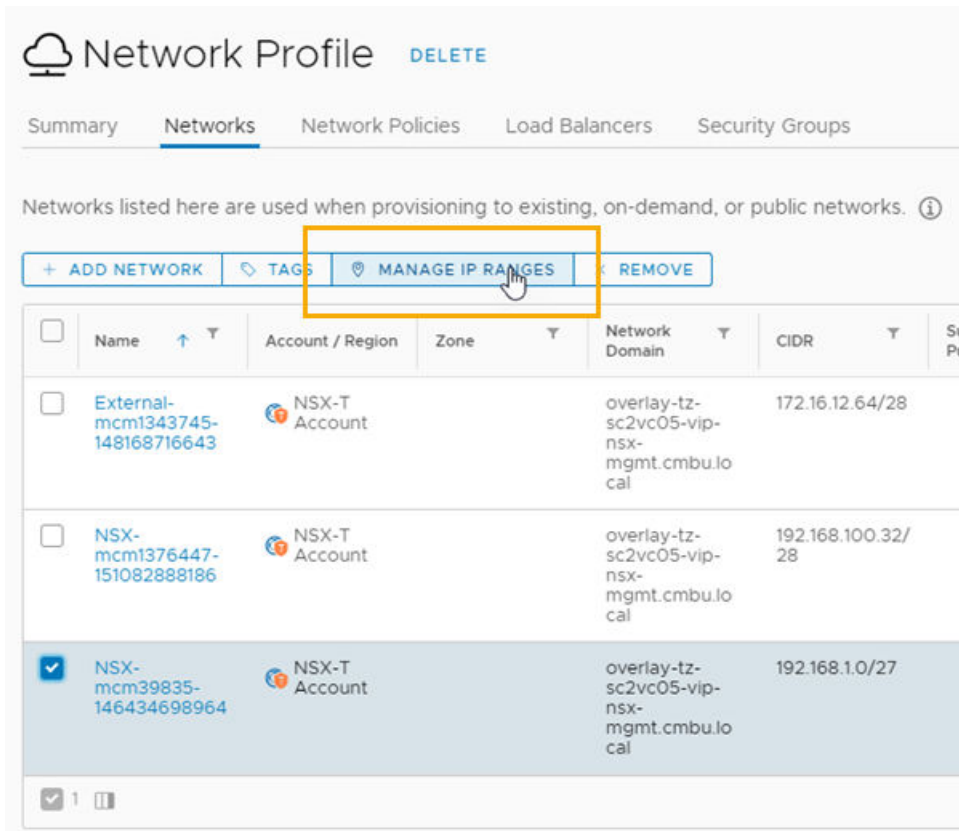 Network Profile DELETE
Summary Networks Network Policies Load Balancers Security Groups
Networks listed here are used when provisioning to existing, on-demand, or public networks.
+ ADD NETWORK TAGS MANAGE IP RANGES × REMOVE
Name Account / Region Zone Network Domain CIDR
External-
mcm1343745-
148168716643
NSX-T
Account
overlay-tz-
sc2vc05-vip-
nsx-
mgmt.cmbu.lo
cal
172.16.12.64/28
NSX-
mcm1376447-
151082888186
NSX-T
Account
overlay-tz-
sc2vc05-vip-
nsx-
mgmt.cmbu.lo
cal
192.168.100.32/
28
NSX-
mcm39835-
146434698964
NSX-T
Account
overlay-tz-
sc2vc05-vip-
nsx-
mgmt.cmbu.lo
cal
192.168.1.0/27
1